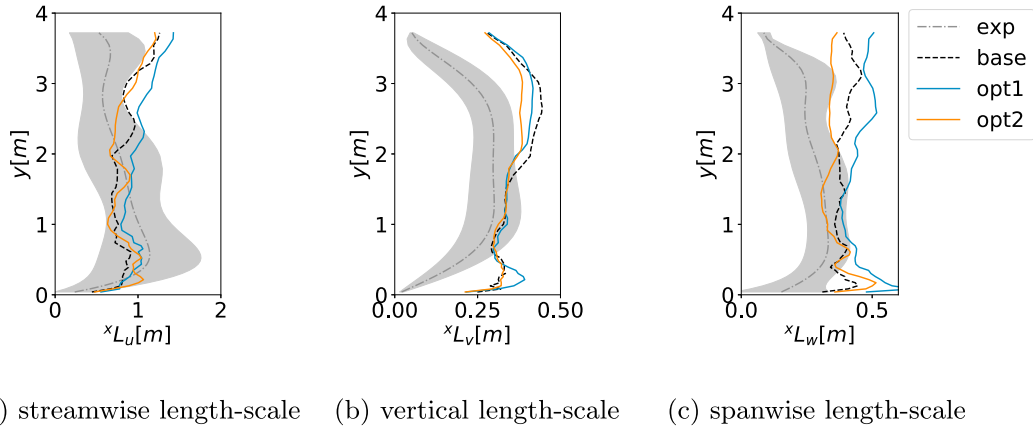 4
3
2
1
0
y[m]
0
1
2
xLu[m]
4
3
2
1
0
y[m]
0.00
0.25
0.50
xLv[m]
4
3
2
1
0
y[m]
0.0
0.5
xLw[m]
exp
base
opt1
opt2
) streamwise length-scale
(b) vertical length-scale
(c) spanwise length-scale